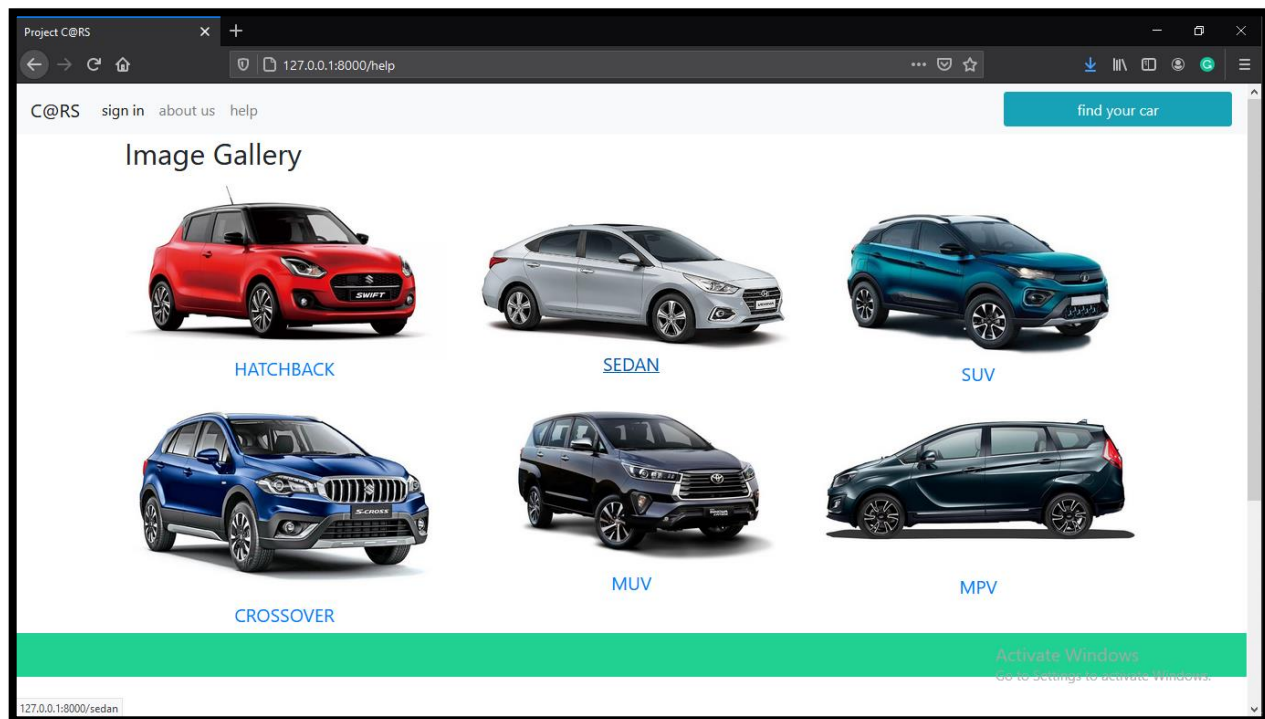 Project C@RS
127.0.0.1:8000/help
C@RS sign in about us help find your car
Image Gallery
SWIFT
VERNA
HATCHBACK SEDAN SUV
S-CROSS
MUV MPV
CROSSOVER
Activate Windows
Go to Settings to activate Windows.
127.0.0.1:8000/sedan